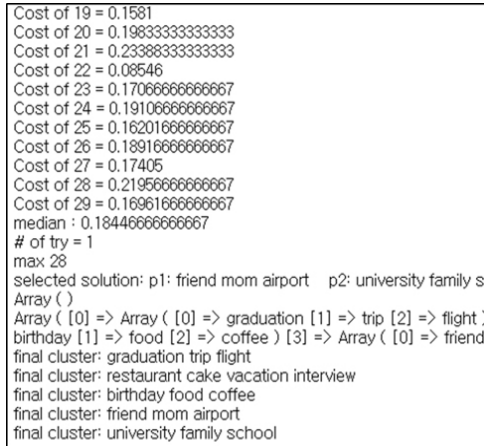 Cost of 19 = 0.1581
Cost of 20 = 0.19833333333333
Cost of 21 = 0.23388333333333
Cost of 22 = 0.08546
Cost of 23 = 0.17066666666667
Cost of 24 = 0.19106666666667
Cost of 25 = 0.16201666666667
Cost of 26 = 0.18916666666667
Cost of 27 = 0.17405
Cost of 28 = 0.21956666666667
Cost of 29 = 0.16961666666667
median : 0.18446666666667
# of try = 1
max 28
selected solution: p1: friend mom airport p2: university family s
Array ( )
Array ( [0] => Array ( [0] => graduation [1] => trip [2] => flight )
birthday [1] => food [2] => coffee ) [3] => Array ( [0] => friend
final cluster: graduation trip flight
final cluster: restaurant cake vacation interview
final cluster: birthday food coffee
final cluster: friend mom airport
final cluster: university family school